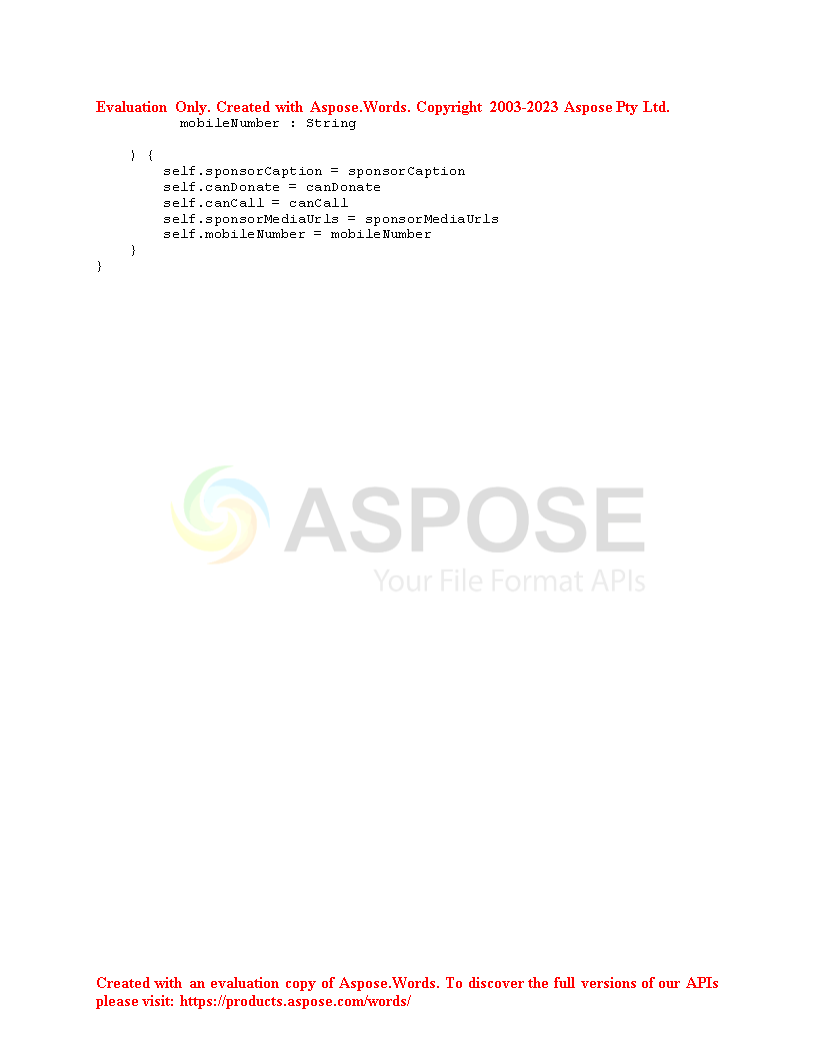 Evaluation Only. Created with Aspose.Words. Copyright 2003-2023 Aspose Pty Ltd.
mobileNumber : String
) {
self.sponsorCaption = sponsorCaption
self.canDonate = canDonate
self.canCall = canCall
self.sponsorMediaUrls = sponsorMediaUrls
self.mobileNumber = mobileNumber
}
}
ASPOSE
Your File Format APIs
Created with an evaluation copy of Aspose.Words. To discover the full versions of our APIs
please visit: https://products.aspose.com/words/